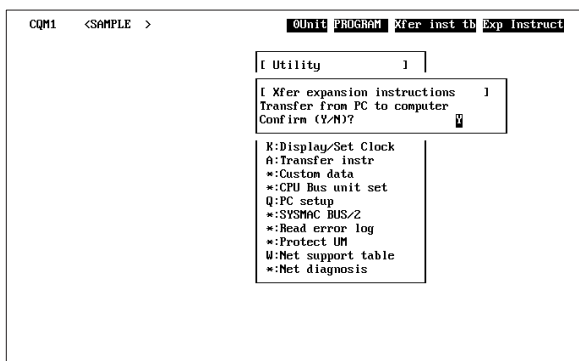 CQM1 <SAMPLE > 0Unit PROGRAM Xfer inst tb Exp Instruct
[ Utility ]
[ Xfer expansion instructions ]
Transfer from PC to computer
Confirm (Y/N)? Y
K:Display/Set Clock
A:Transfer instr
*:Custom data
*:CPU Bus unit set
Q:PC setup
*:SYSMAC BUS/2
*:Read error log
*:Protect UM
W:Net support table
*:Net diagnosis